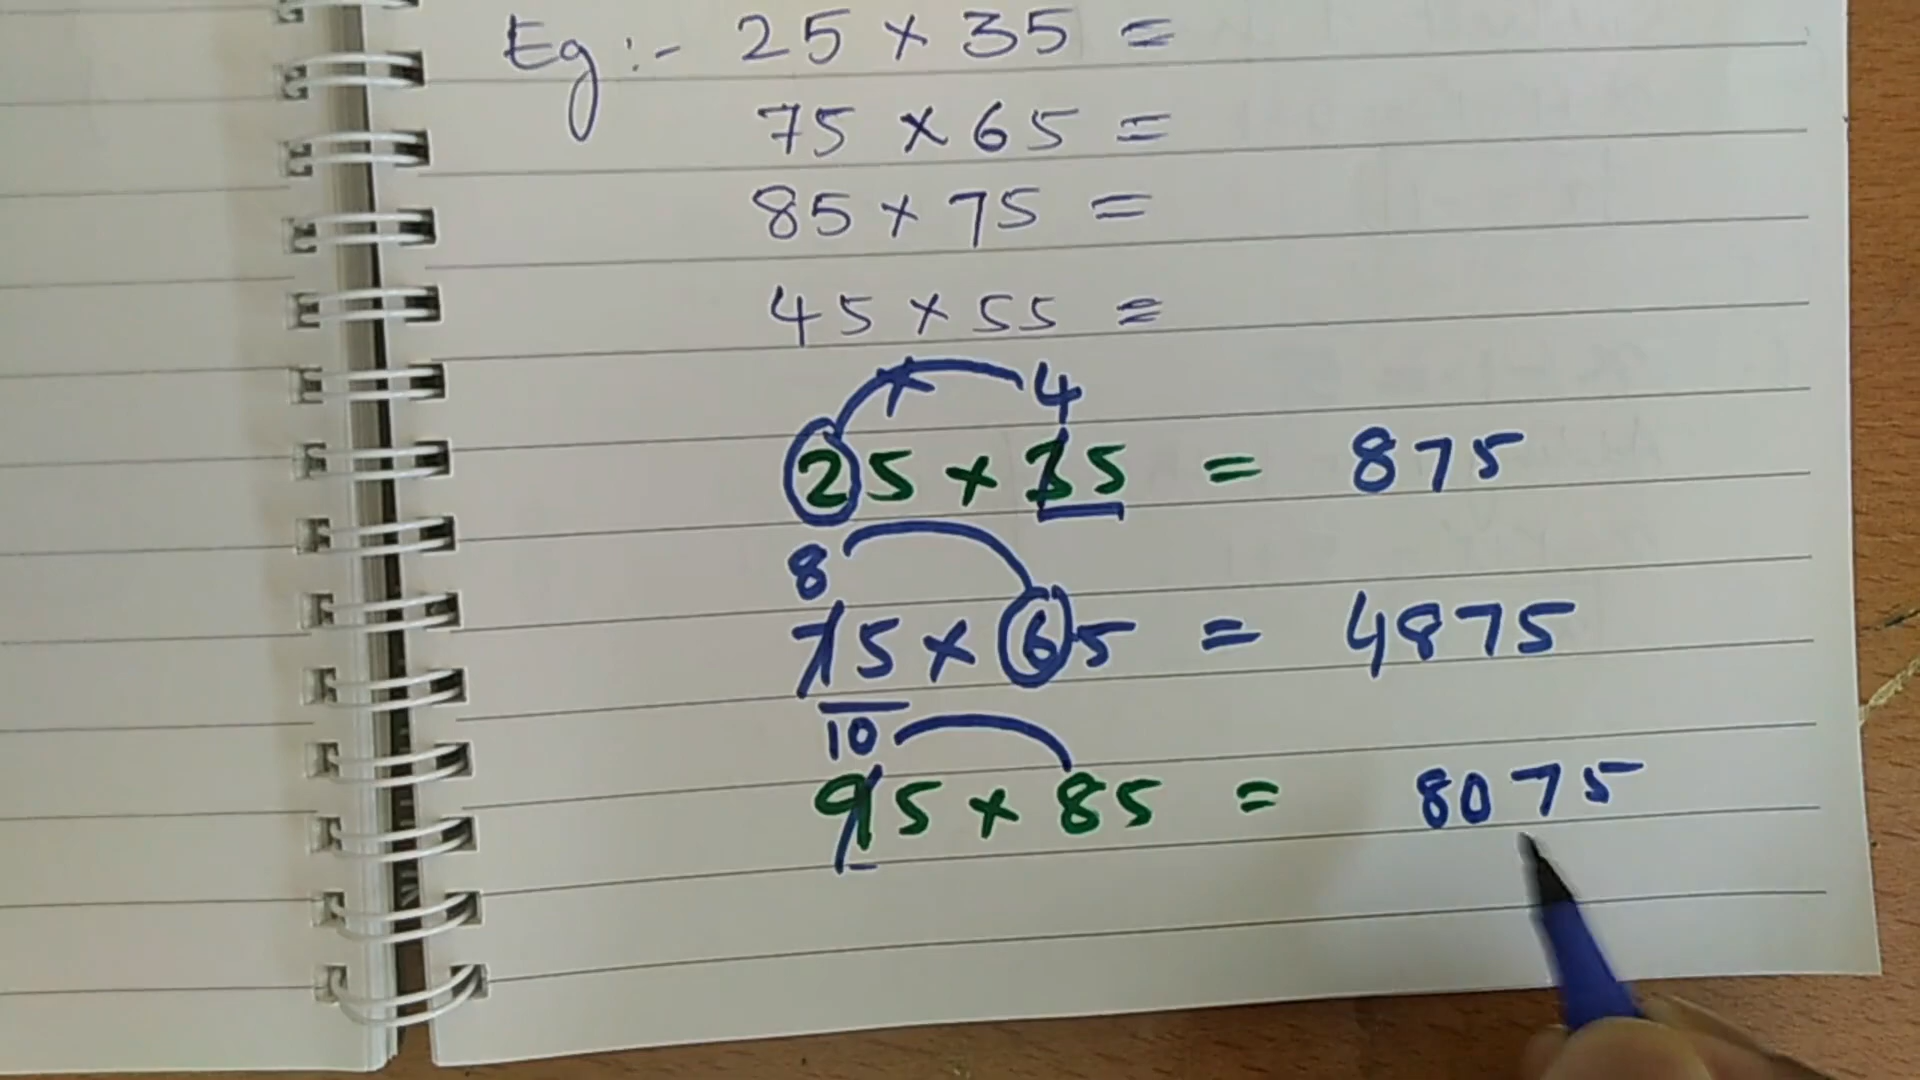 Eg :- 25 × 35 =
75 × 65 =
85 × 75 =
45 × 55 =
× 4
25 × 35 = 875
8
75 × 65 = 4875
10
95 × 85 = 8075